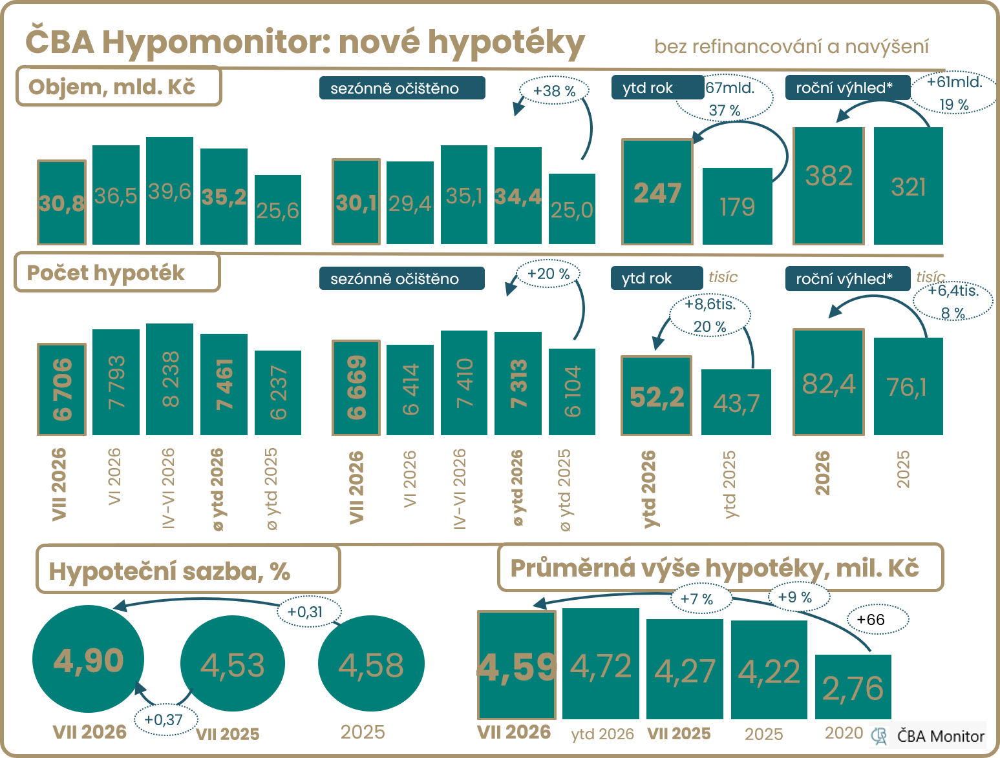 ČBA Hypomonitor: nové hypotéky
bez refinancování a navýšení
Objem, mld. Kč
sezónně očištěno
+38 %
ytd rok
67mld.
37 %
roční výhled*
+61mld.
19 %
30,8
36,5
39,6
35,2
25,6
30,1
29,4
35,1
34,4
25,0
247
179
382
321
Počet hypoték
sezónně očištěno
+20 %
ytd rok
tisíc
+8,6tis.
20 %
roční výhled*
tisíc
+6,4tis.
8 %
6 706
7 793
8 238
7 461
6 237
6 669
6 414
7 410
7 313
6 104
52,2
43,7
82,4
76,1
VII 2026
VI 2026
IV-VI 2026
ø ytd 2026
ø ytd 2025
VII 2026
VI 2026
IV-VI 2026
ø ytd 2026
ø ytd 2025
ytd 2026
ytd 2025
2026
2025
Hypoteční sazba, %
+0,31
4,90
4,53
4,58
+0,37
VII 2026
VII 2025
2025
Průměrná výše hypotéky, mil. Kč
+7 %
+9 %
+66
4,59
4,72
4,27
4,22
2,76
VII 2026
ytd 2026
VII 2025
2025
2020
ČBA Monitor